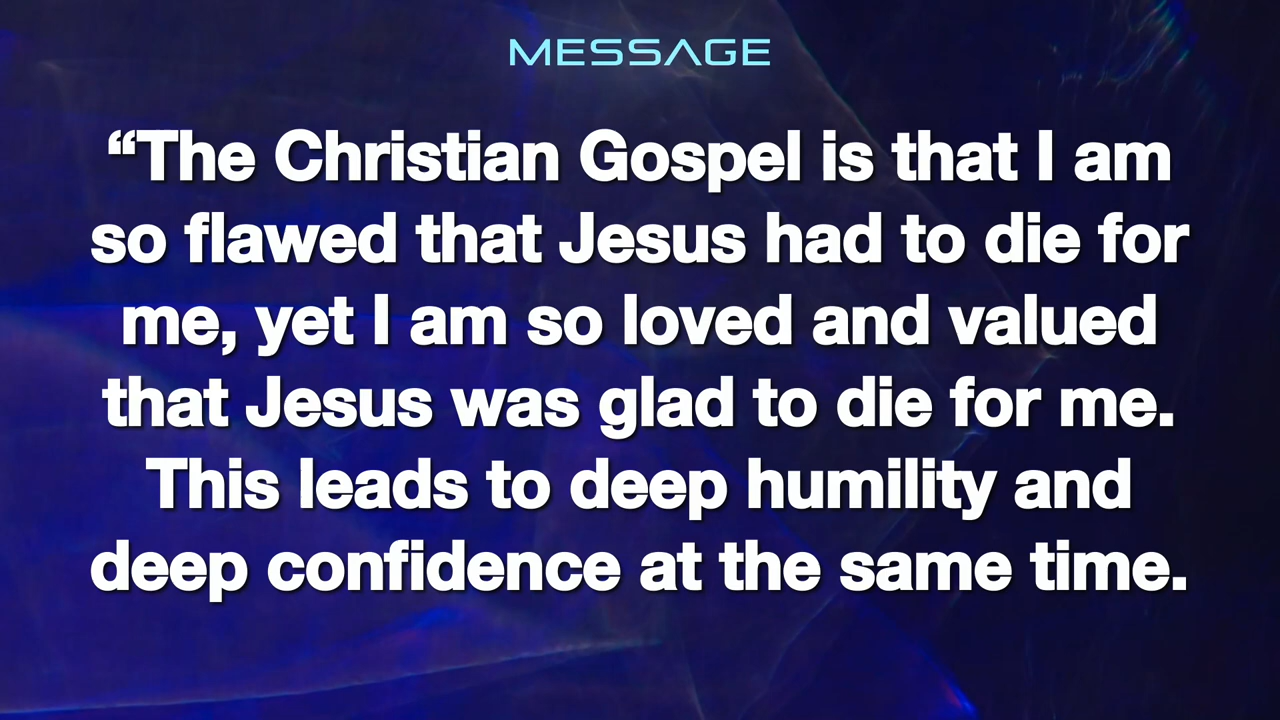 MESSAGE
“The Christian Gospel is that I am
so flawed that Jesus had to die for
me, yet I am so loved and valued
that Jesus was glad to die for me.
This leads to deep humility and
deep confidence at the same time.